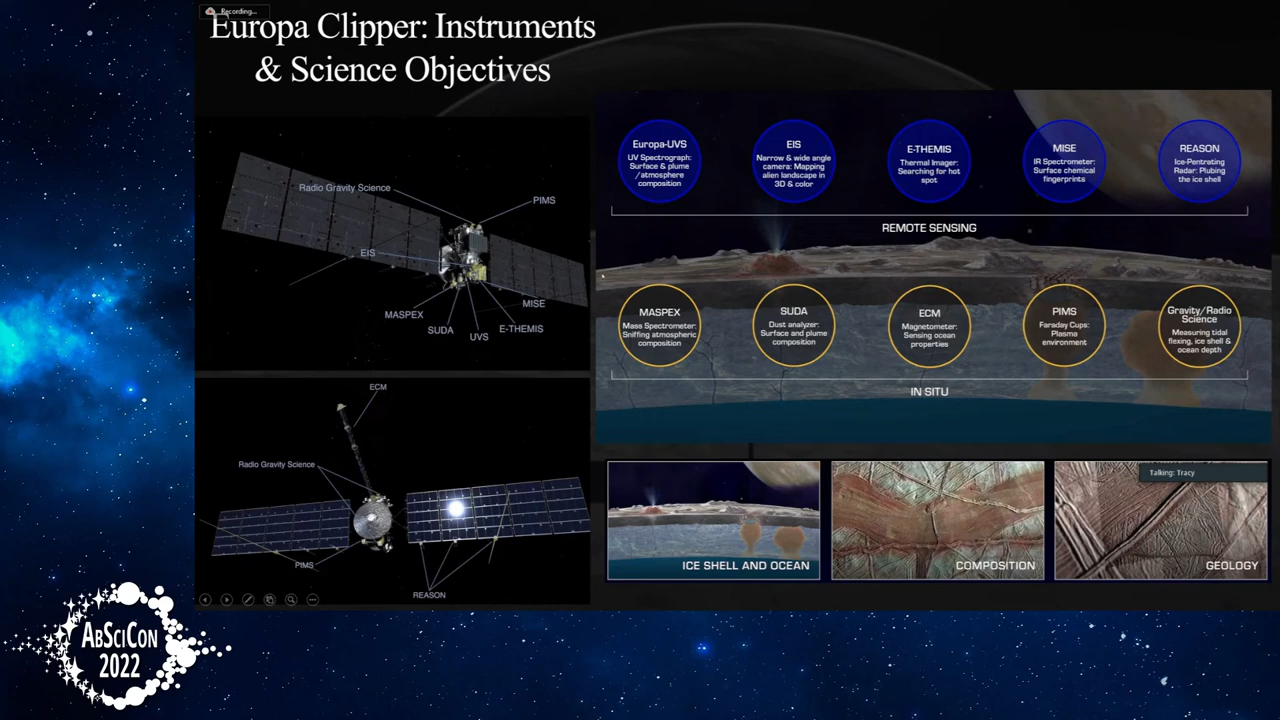 Recording...
Europa Clipper: Instruments
& Science Objectives
Radio Gravity Science
PIMS
EIS
MISE
MASPEX
E-THEMIS
SUDA
UVS
ECM
Radio Gravity Science
PIMS
REASON
Europa-UVS
UV Spectrograph:
Surface & plume
/atmosphere
composition
EIS
Narrow & wide angle
camera: Mapping
alien landscape in
3D & color
E-THEMIS
Thermal Imager:
Searching for hot
spot
MISE
IR Spectrometer:
Surface chemical
fingerprints
REASON
Ice-Pentrating
Radar: Plubing
the ice shell
REMOTE SENSING
MASPEX
Mass Spectrometer:
Sniffing atmospheric
composition
SUDA
Dust analyzer:
Surface and plume
composition
ECM
Magnetometer:
Sensing ocean
properties
PIMS
Faraday Cups:
Plasma
environment
Gravity/Radio
Science
Measuring tidal
flexing, ice shell &
ocean depth
IN SITU
ICE SHELL AND OCEAN
COMPOSITION
Talking: Tracy
GEOLOGY
ABSCICON
2022